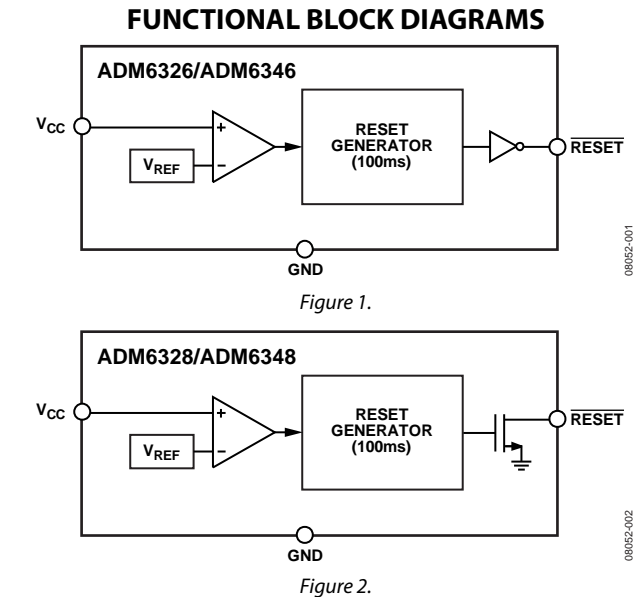 FUNCTIONAL BLOCK DIAGRAMS
ADM6326/ADM6346
VCC
VREF
+
−
RESET
GENERATOR
(100ms)
RESET
GND
08052-001
Figure 1.
ADM6328/ADM6348
VCC
VREF
+
−
RESET
GENERATOR
(100ms)
RESET
GND
08052-002
Figure 2.